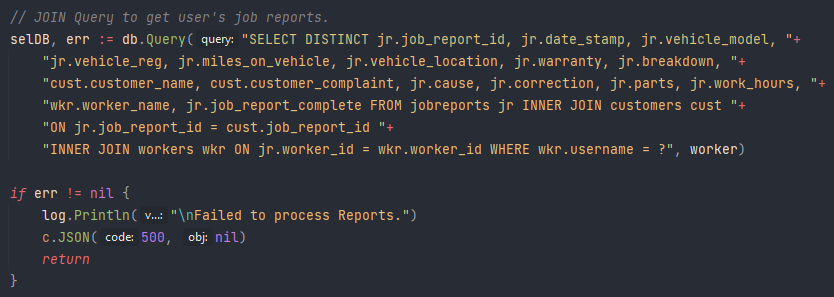 // JOIN Query to get user's job reports.
selDB, err := db.Query( query: "SELECT DISTINCT jr.job_report_id, jr.date_stamp, jr.vehicle_model, "+
"jr.vehicle_reg, jr.miles_on_vehicle, jr.vehicle_location, jr.warranty, jr.breakdown, "+
"cust.customer_name, cust.customer_complaint, jr.cause, jr.correction, jr.parts, jr.work_hours, "+
"wkr.worker_name, jr.job_report_complete FROM jobreports jr INNER JOIN customers cust "+
"ON jr.job_report_id = cust.job_report_id "+
"INNER JOIN workers wkr ON jr.worker_id = wkr.worker_id WHERE wkr.username = ?", worker)
if err != nil {
log.Println( v...: "\nFailed to process Reports.")
c.JSON( code: 500, obj: nil)
return
}